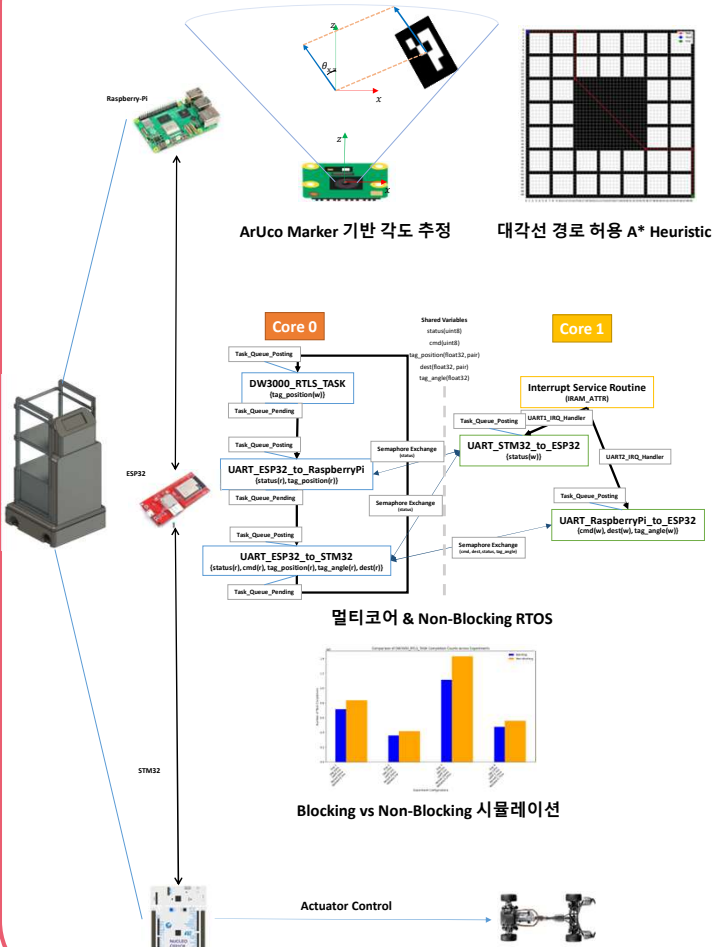 Raspberry-Pi
z
θ
x
z
x
ArUco Marker 기반 각도 추정
대각선 경로 허용 A* Heuristic
Core 0
Shared Variables
status(uint8)
cmd(uint8)
tag_position(float32, pair)
dest(float32, pair)
tag_angle(float32)
Core 1
Task_Queue_Posting
DW3000_RTLS_TASK
{tag_position(w)}
Task_Queue_Pending
Interrupt Service Routine
(IRAM_ATTR)
Task_Queue_Posting
UART1_IRQ_Handler
UART_STM32_to_ESP32
{status(w)}
UART2_IRQ_Handler
Task_Queue_Posting
UART_ESP32_to_RaspberryPi
{status(r), tag_position(r)}
Task_Queue_Pending
Semaphore Exchange
{status}
Semaphore Exchange
{status}
ESP32
Task_Queue_Posting
UART_RaspberryPi_to_ESP32
{cmd(w), dest(w), tag_angle(w)}
Task_Queue_Posting
UART_ESP32_to_STM32
{status(r), cmd(r), tag_position(r), tag_angle(r), dest(r)}
Task_Queue_Pending
Semaphore Exchange
{cmd, dest, status, tag_angle}
멀티코어 & Non-Blocking RTOS
Blocking
Non-Blocking
Blocking vs Non-Blocking 시뮬레이션
STM32
Actuator Control